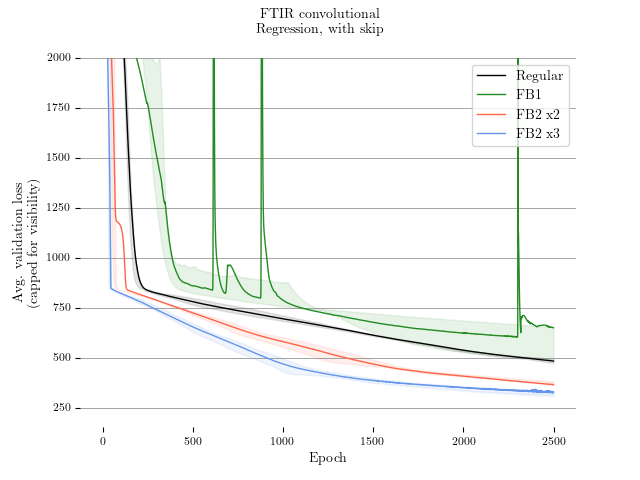 FTIR convolutional
Regression, with skip
2000
1750
1500
1250
1000
750
500
250
Avg. validation loss
(capped for visibility)
Regular
FB1
FB2 x2
FB2 x3
0
500
1000
1500
2000
2500
Epoch